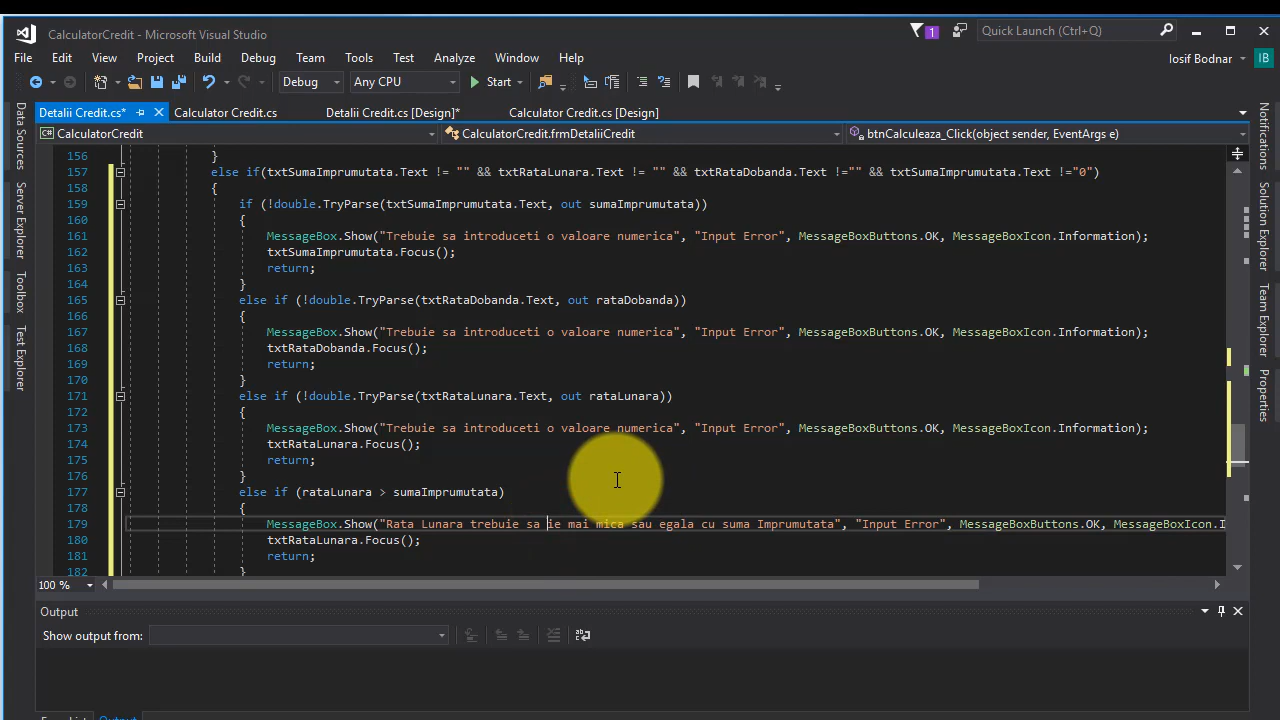 CalculatorCredit - Microsoft Visual Studio
1
Quick Launch (Ctrl+Q)
File Edit View Project Build Debug Team Test Tools Analyze Window Help
Iosif Bodnar IB
Debug Any CPU Start
Detalii Credit.cs* Calculator Credit.cs Detalii Credit.cs [Design]* Calculator Credit.cs [Design]
CalculatorCredit CalculatorCredit.frmDetaliiCredit btnCalculeaza_Click(object sender, EventArgs e)
Data Sources
Server Explorer
Toolbox
Test Explorer
156 }
157 else if(txtSumaImprumutata.Text != "" && txtRataLunara.Text != "" && txtRataDobanda.Text !="" && txtSumaImprumutata.Text !="0")
158 {
159 if (!double.TryParse(txtSumaImprumutata.Text, out sumaImprumutata))
160 {
161 MessageBox.Show("Trebuie sa introduceti o valoare numerica", "Input Error", MessageBoxButtons.OK, MessageBoxIcon.Information);
162 txtSumaImprumutata.Focus();
163 return;
164 }
165 else if (!double.TryParse(txtRataDobanda.Text, out rataDobanda))
166 {
167 MessageBox.Show("Trebuie sa introduceti o valoare numerica", "Input Error", MessageBoxButtons.OK, MessageBoxIcon.Information);
168 txtRataDobanda.Focus();
169 return;
170 }
171 else if (!double.TryParse(txtRataLunara.Text, out rataLunara))
172 {
173 MessageBox.Show("Trebuie sa introduceti o valoare numerica", "Input Error", MessageBoxButtons.OK, MessageBoxIcon.Information);
174 txtRataLunara.Focus();
175 return;
176 }
177 else if (rataLunara > sumaImprumutata)
178 {
179 MessageBox.Show("Rata Lunara trebuie sa ie mai mica sau egala cu suma Imprumutata", "Input Error", MessageBoxButtons.OK, MessageBoxIcon.I
180 txtRataLunara.Focus();
181 return;
182 }
Notifications
Solution Explorer
Team Explorer
Properties
100 %
Output
Show output from:
Error List Output